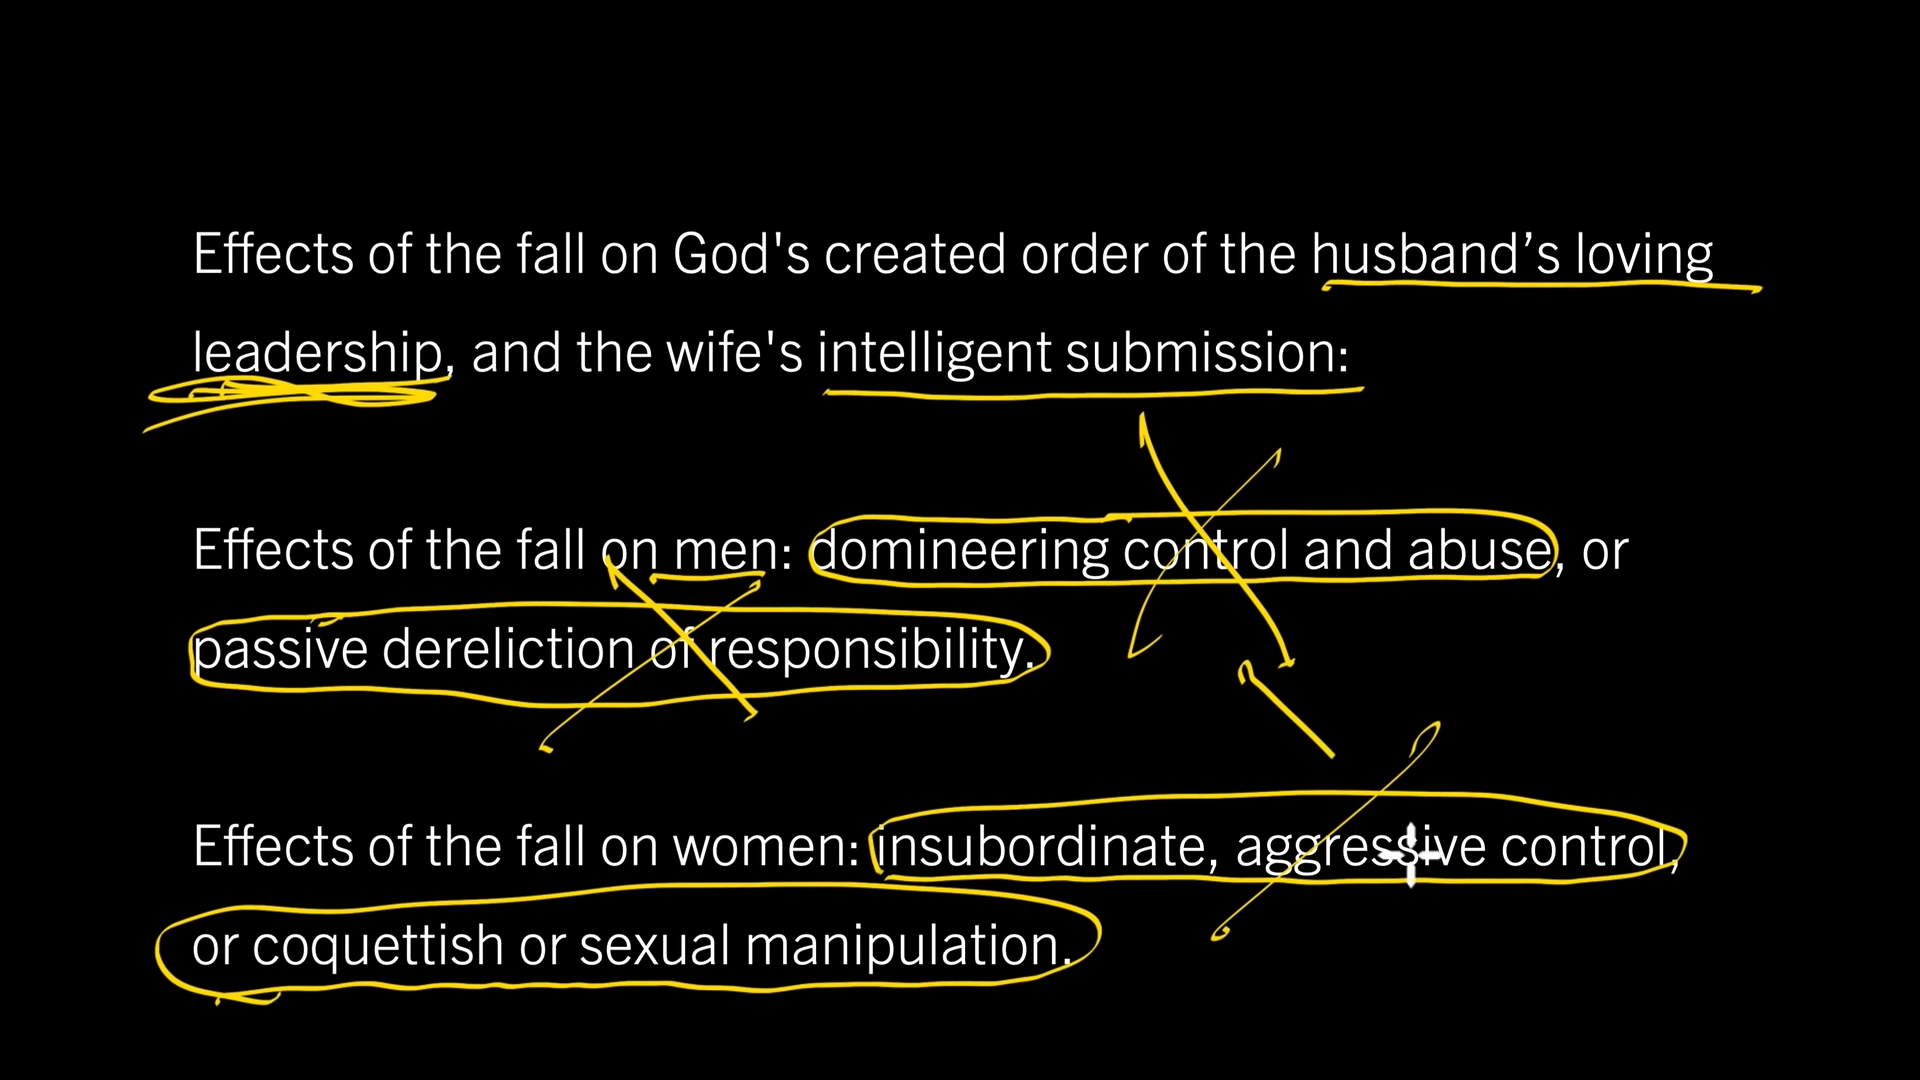 Effects of the fall on God's created order of the husband’s loving
leadership, and the wife's intelligent submission:
Effects of the fall on men: domineering control and abuse, or
passive dereliction of responsibility.
Effects of the fall on women: insubordinate, aggressive control,
or coquettish or sexual manipulation.